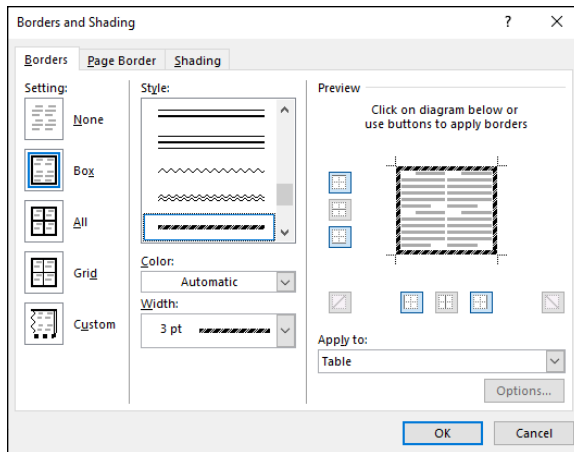 Borders and Shading
?
Borders
Page Border
Shading
Setting:
None
Box
All
Grid
Custom
Style:
Color:
Automatic
Width:
3 pt
Preview
Click on diagram below or
use buttons to apply borders
Apply to:
Table
Options...
OK
Cancel